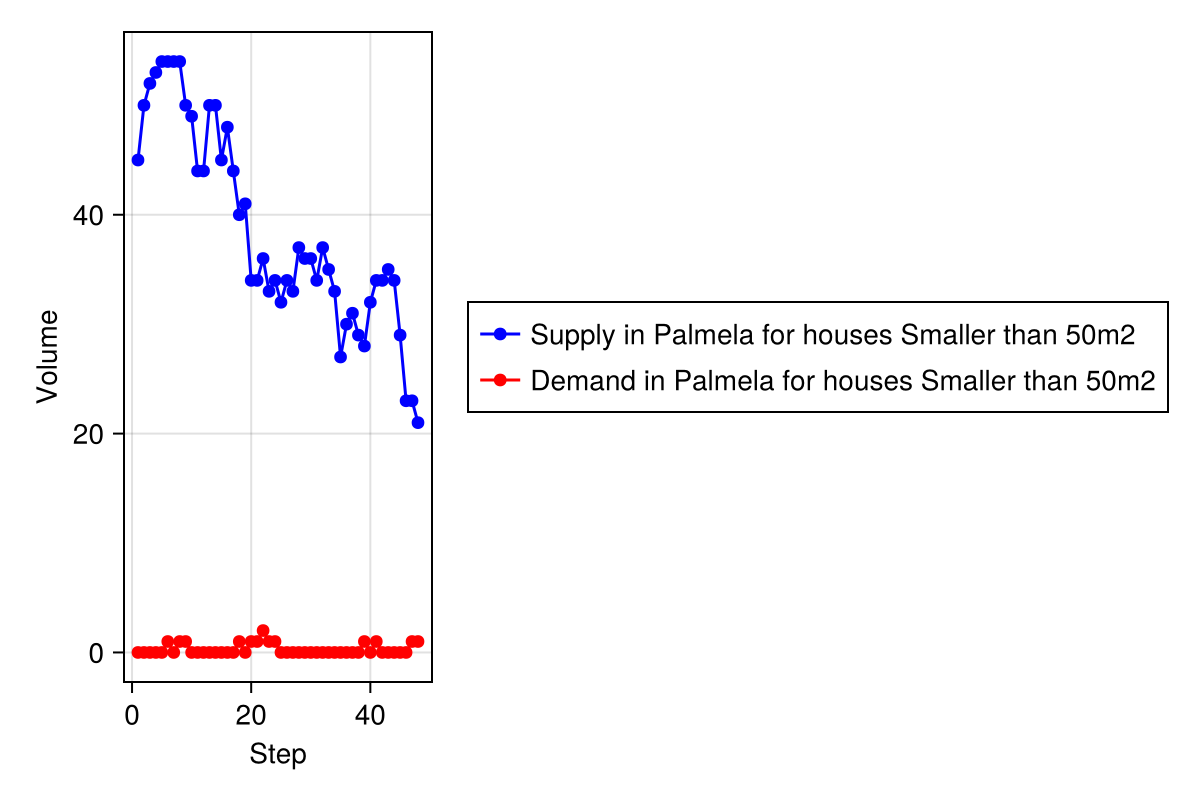 Volume
40
20
0
0 20 40
Step
Supply in Palmela for houses Smaller than 50m2
Demand in Palmela for houses Smaller than 50m2